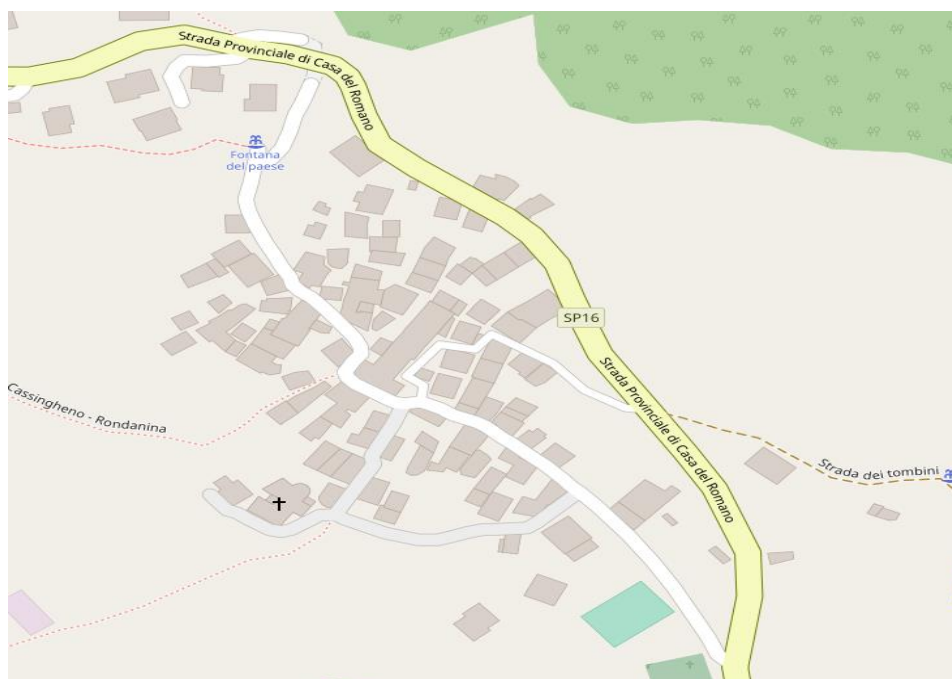 Strada Provinciale di Casa del Romano
Fontana
del paese
SP16
Strada Provinciale di Casa del Romano
Cassingheno - Rondanina
Strada dei tombini